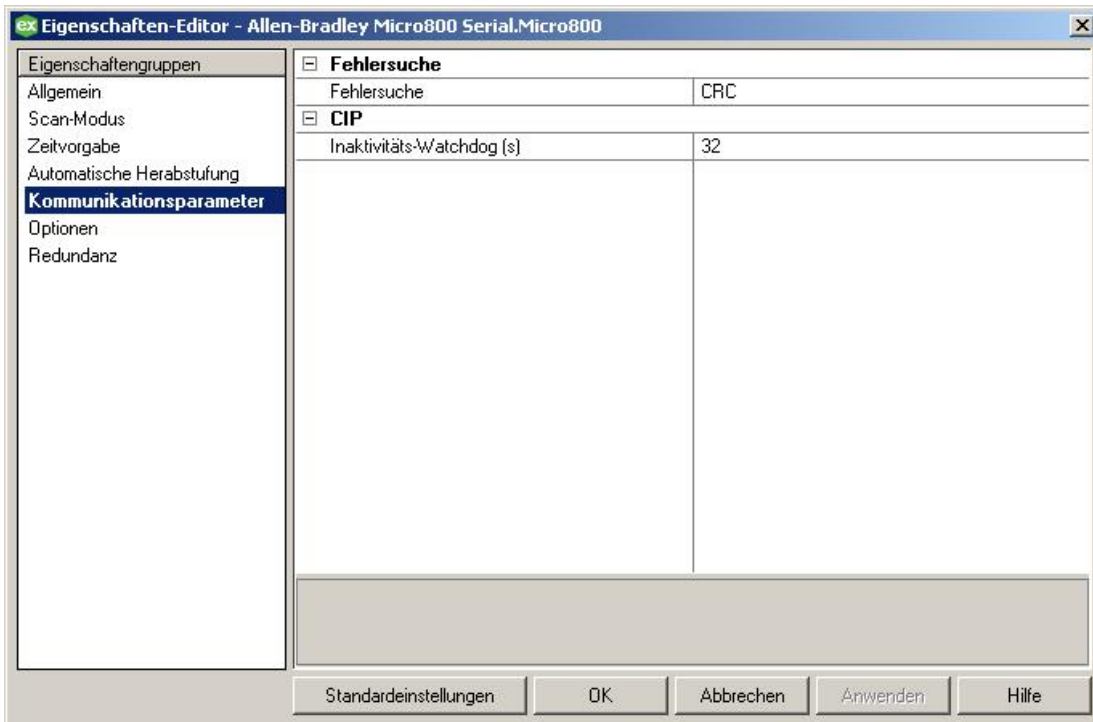 ex Eigenschaften-Editor - Allen-Bradley Micro800 Serial.Micro800
Eigenschaftengruppen
Allgemein
Scan-Modus
Zeitvorgabe
Automatische Herabstufung
Kommunikationsparameter
Optionen
Redundanz
Fehlersuche
Fehlersuche CRC
CIP
Inaktivitäts-Watchdog (s) 32
Standardeinstellungen OK Abbrechen Anwenden Hilfe